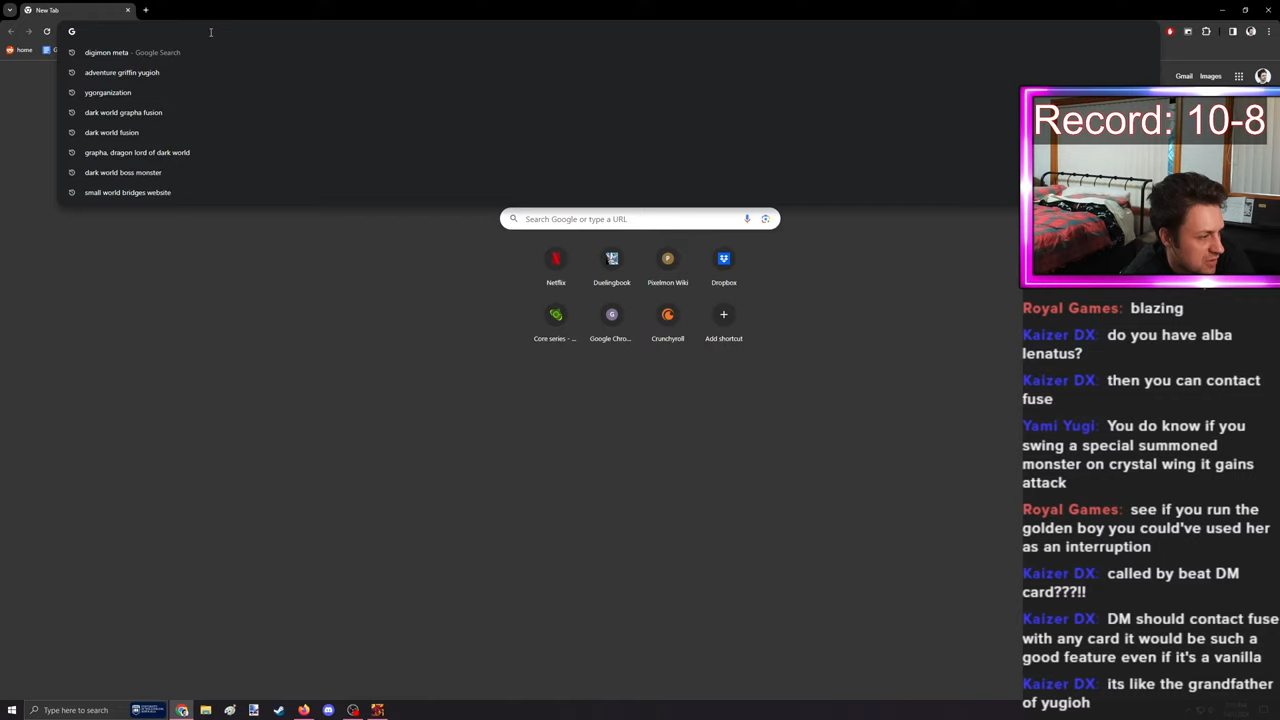 New Tab
home
G
digimon meta - Google Search
adventure griffin yugioh
ygorganization
dark world grapha fusion
dark world fusion
grapha, dragon lord of dark world
dark world boss monster
small world bridges website
Gmail Images
Search Google or type a URL
Netflix
Duelingbook
Pixelmon Wiki
Dropbox
Core series - ...
Google Chro...
Crunchyroll
Add shortcut
Record: 10-8
Royal Games: blazing
Kaizer DX: do you have alba
lenatus?
Kaizer DX: then you can contact
fuse
Yami Yugi: You do know if you
swing a special summoned
monster on crystal wing it gains
attack
Royal Games: see if you run the
golden boy you could've used her
as an interruption
Kaizer DX: called by beat DM
card???!!
Kaizer DX: DM should contact fuse
with any card it would be such a
good feature even if it's a vanilla
Kaizer DX: its like the grandfather
of yugioh
Type here to search